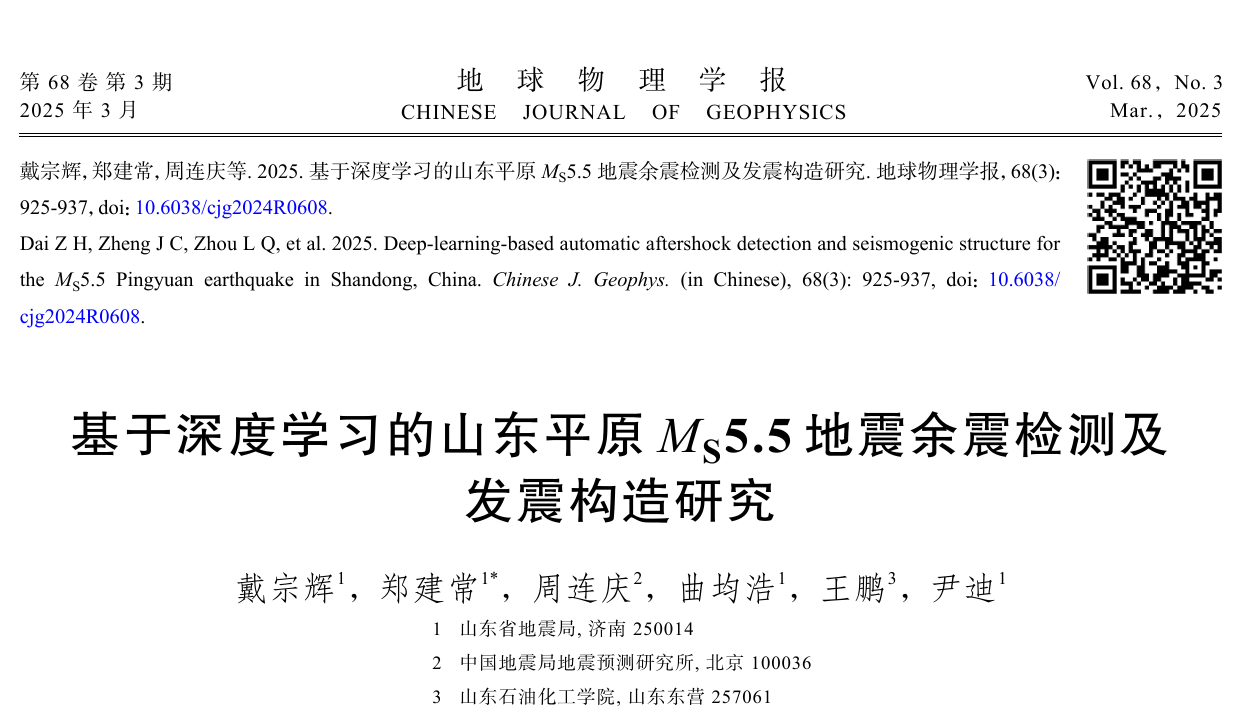 第 68 卷 第 3 期
地 球 物 理 学 报
Vol. 68, No. 3
2025 年 3 月
CHINESE JOURNAL OF GEOPHYSICS
Mar., 2025
戴宗辉, 郑建常, 周连庆等. 2025. 基于深度学习的山东平原 MS5.5 地震余震检测及发震构造研究. 地球物理学报, 68(3):
925-937, doi: 10.6038/cjg2024R0608.
Dai Z H, Zheng J C, Zhou L Q, et al. 2025. Deep-learning-based automatic aftershock detection and seismogenic structure for
the MS5.5 Pingyuan earthquake in Shandong, China. Chinese J. Geophys. (in Chinese), 68(3): 925-937, doi: 10.6038/
cjg2024R0608.
基于深度学习的山东平原 MS5.5 地震余震检测及
发震构造研究
戴宗辉1, 郑建常1*, 周连庆2, 曲均浩1, 王鹏3, 尹迪1
1 山东省地震局, 济南 250014
2 中国地震局地震预测研究所, 北京 100036
3 山东石油化工学院, 山东东营 257061